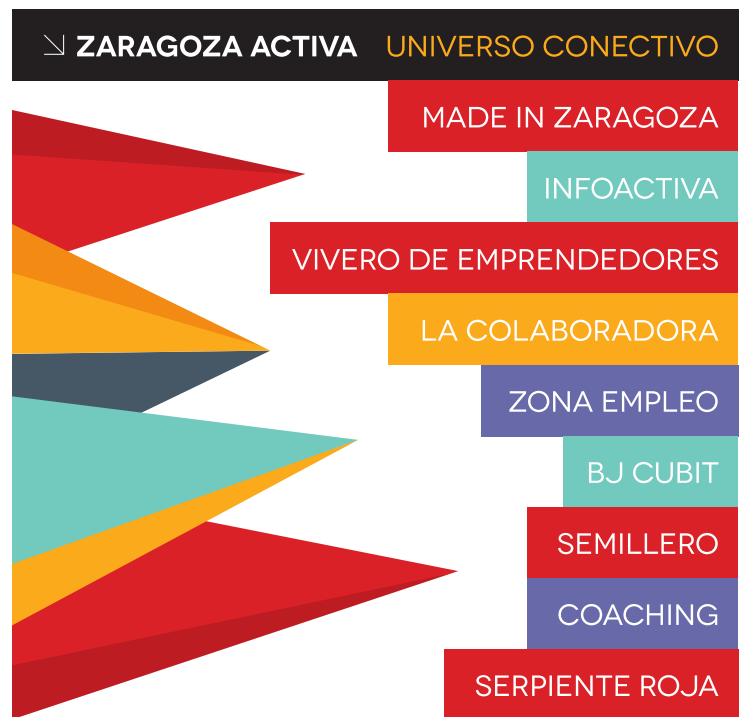 ZARAGOZA ACTIVA UNIVERSO CONECTIVO
MADE IN ZARAGOZA
INFOACTIVA
VIVERO DE EMPRENDEDORES
LA COLABORADORA
ZONA EMPLEO
BJ CUBIT
SEMILLERO
COACHING
SERPIENTE ROJA